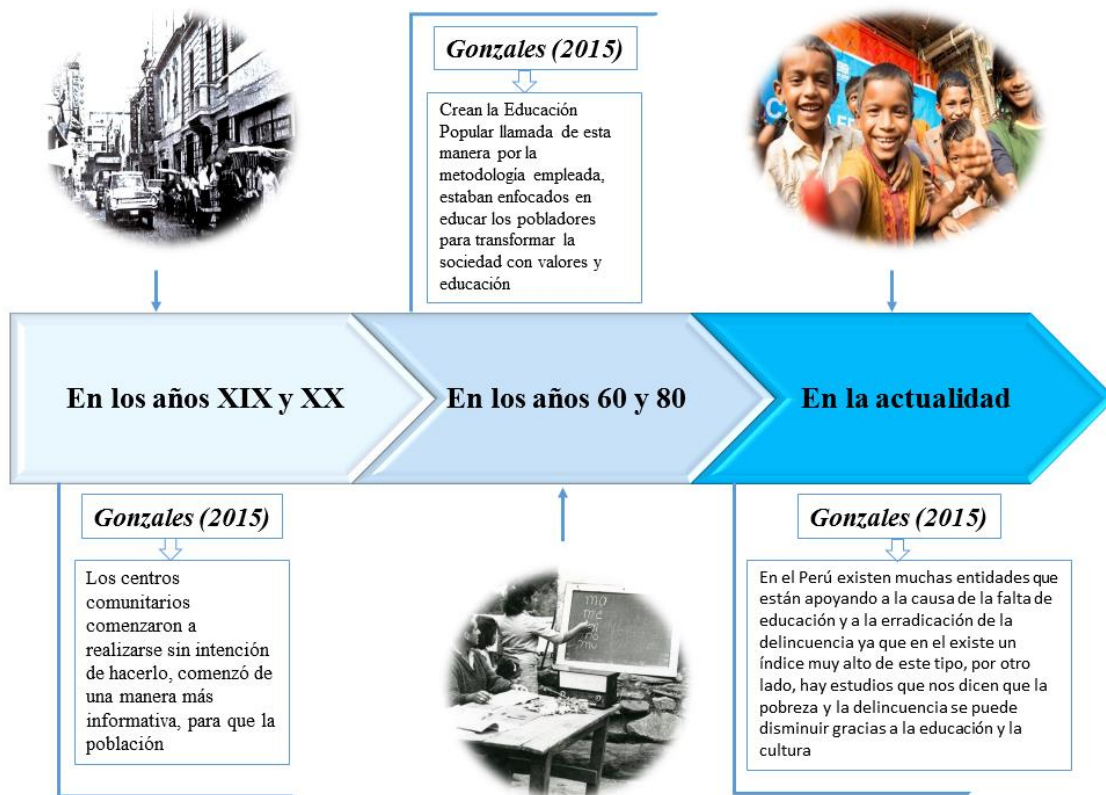 Gonzales (2015)
Crean la Educación
Popular llamada de esta
manera por la
metodología empleada,
estaban enfocados en
educar los pobladores
para transformar la
sociedad con valores y
educación
En los años XIX y XX
En los años 60 y 80
En la actualidad
Gonzales (2015)
Los centros
comunitarios
comenzaron a
realizarse sin intención
de hacerlo, comenzó de
una manera más
informativa, para que la
población
ma
me
Gonzales (2015)
En el Perú existen muchas entidades que
están apoyando a la causa de la falta de
educación y a la erradicación de la
delincuencia ya que en el existe un
índice muy alto de este tipo, por otro
lado, hay estudios que nos dicen que la
pobreza y la delincuencia se puede
disminuir gracias a la educación y la
cultura